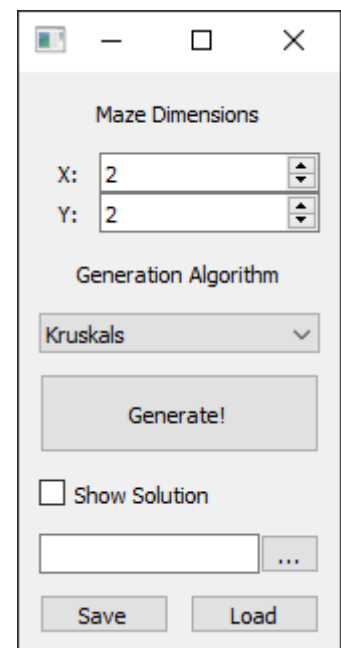 Maze Dimensions
X: 2
Y: 2
Generation Algorithm
Kruskals
Generate!
Show Solution
...
Save Load